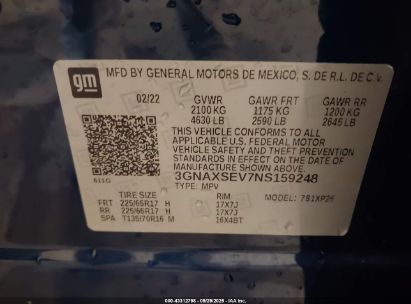 gm MFD BY GENERAL MOTORS DE MEXICO, S. DE R.L. DE C.V.
02/22 GVWR GAWR FRT GAWR RR
2100 KG 1175 KG 1200 KG
4630 LB 2590 LB 2645 LB
THIS VEHICLE CONFORMS TO ALL
APPLICABLE U.S. FEDERAL MOTOR
VEHICLE SAFETY AND THEFT PREVENTION
STANDARDS IN EFFECT ON THE DATE OF
MANUFACTURE SHOWN ABOVE.
611G 3GNAXSEV7NS159248
TYPE: MPV MODEL: 781XP26
TIRE SIZE RIM
FRT 225/65R17 H 17X7J
RR 225/65R17 H 17X7J
SPA T135/70R16 M 16X4BT